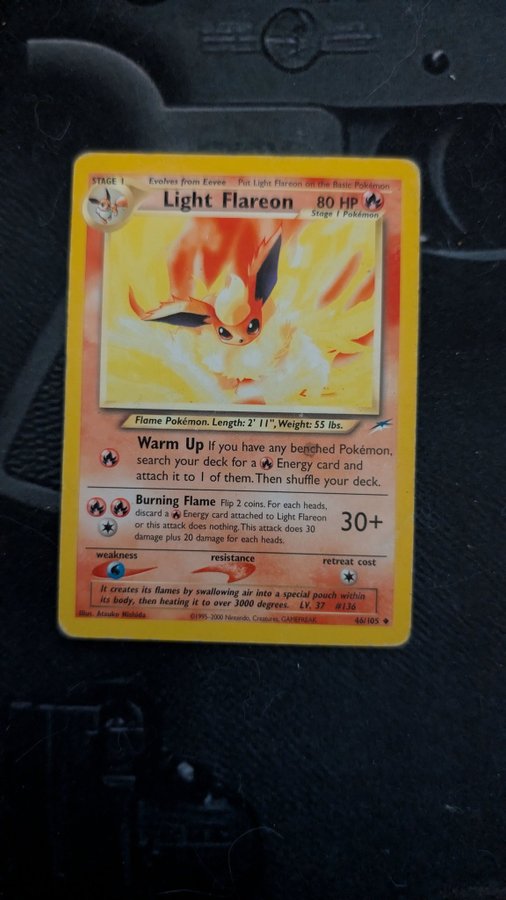 STAGE 1 Evolves from Eevee Put Light Flareon on the Basic Pokémon
Light Flareon 80 HP
Stage 1 Pokémon
Flame Pokémon. Length: 2' 11", Weight: 55 lbs.
Warm Up If you have any benched Pokémon,
search your deck for a Energy card and
attach it to 1 of them. Then shuffle your deck.
Burning Flame Flip 2 coins. For each heads,
discard a Energy card attached to Light Flareon
or this attack does nothing. This attack does 30
damage plus 20 damage for each heads.
30+
weakness resistance retreat cost
It creates its flames by swallowing air into a special pouch within
its body, then heating it to over 3000 degrees. LV. 37 #136
Illus. Atsuko Nishida ©1995-2000 Nintendo, Creatures, GAMEFREAK 46/105